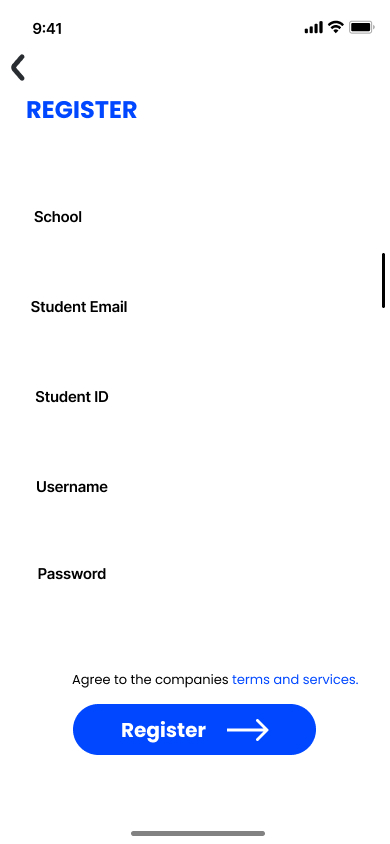 9:41
REGISTER
School
Student Email
Student ID
Username
Password
Agree to the companies terms and services.
Register